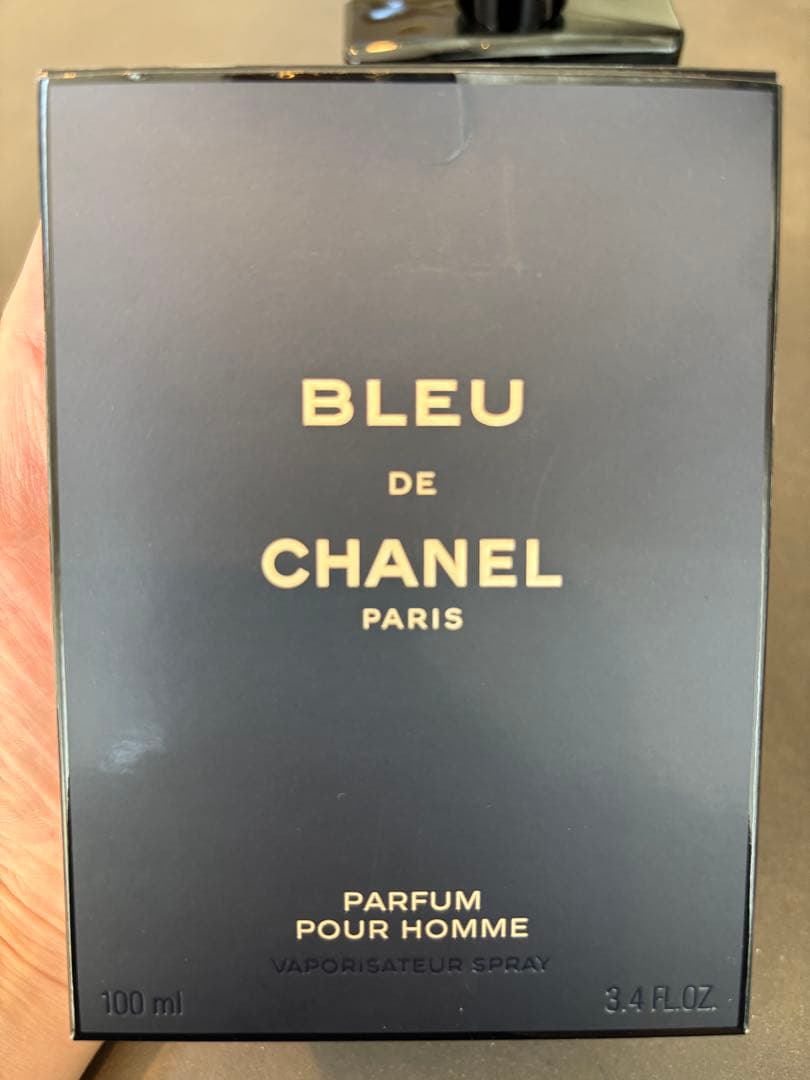 BLEU
DE
CHANEL
PARIS
PARFUM
POUR HOMME
VAPORISATEUR SPRAY
100 ml 3.4 FL.OZ.